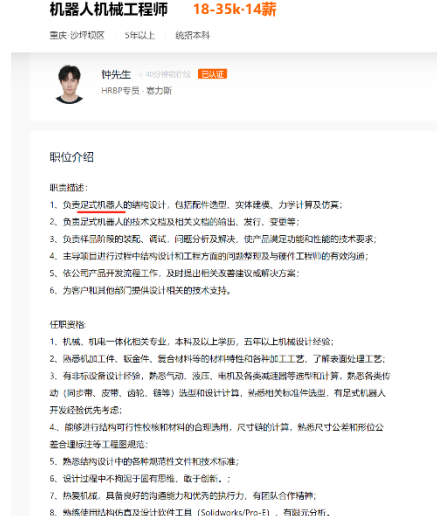 机器人机械工程师 18-35k·14薪
重庆·沙坪坝区 5年以上 统招本科
钟先生 40分钟前在线 已认证
HRBP专员·赛力斯
职位介绍
职责描述：
1、负责足式机器人的结构设计，包括配件选型、实体建模、力学计算及仿真；
2、负责足式机器人的技术文档及相关文档的输出、发行、变更等；
3、负责样品阶段的装配、调试，问题分析及解决，使产品满足功能和性能的技术要求；
4、主导项目进行过程中结构设计和工程方面的问题整理及与硬件工程师的有效沟通；
5、依公司产品开发流程工作，及时提出相关改善建议或解决方案；
6、为客户和其他部门提供设计相关的技术支持。
任职资格：
1、机械、机电一体化相关专业，本科及以上学历，五年以上机械设计经验；
2、熟悉机加工件、钣金件、复合材料等的材料特性和各种加工工艺，了解表面处理工艺；
3、有非标设备设计经验，熟悉气动、液压、电机及各类减速器等选型和计算，熟悉各类传
动（同步带、皮带、齿轮、链等）选型和设计计算，熟悉相关标准件选型，有足式机器人
开发经验优先考虑；
4.、能够进行结构可行性校核和材料的合理选用，尺寸链的计算，熟悉尺寸公差和形位公
差合理标注等工程图规范；
5、熟悉结构设计中的各种规范性文件和技术标准；
6、设计过程中不拘泥于固有思维，敢于创新。；
7、热爱机械，具备良好的沟通能力和优秀的执行力，有团队合作精神；
8、熟练使用结构仿真及设计软件工具（Solidworks/Pro-E），有限元分析。